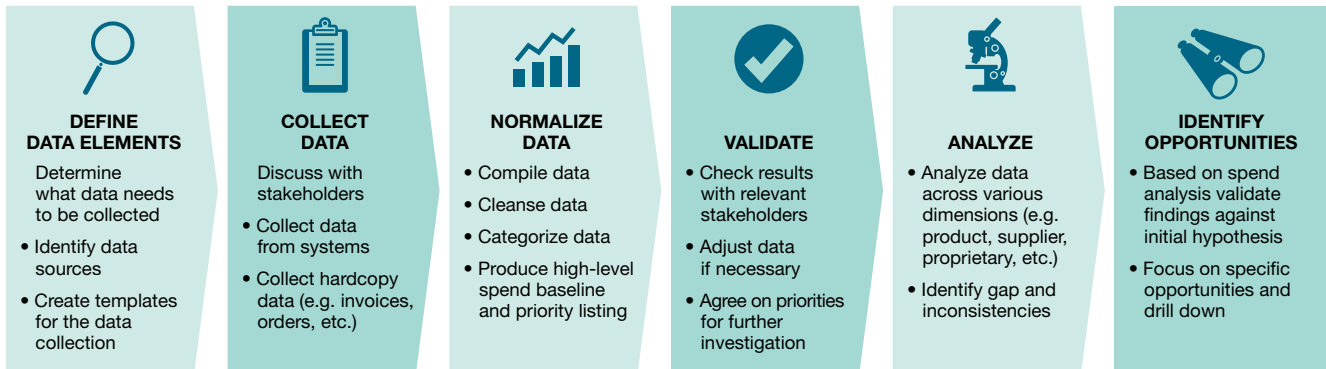 DEFINE
DATA ELEMENTS
Determine
what data needs
to be collected
• Identify data
sources
• Create templates
for the data
collection
COLLECT
DATA
Discuss with
stakeholders
• Collect data
from systems
• Collect hardcopy
data (e.g. invoices,
orders, etc.)
NORMALIZE
DATA
• Compile data
• Cleanse data
• Categorize data
• Produce high-level
spend baseline
and priority listing
VALIDATE
• Check results
with relevant
stakeholders
• Adjust data
if necessary
• Agree on priorities
for further
investigation
ANALYZE
• Analyze data
across various
dimensions (e.g.
product, supplier,
proprietary, etc.)
• Identify gap and
inconsistencies
IDENTIFY
OPPORTUNITIES
• Based on spend
analysis validate
findings against
initial hypothesis
• Focus on specific
opportunities and
drill down